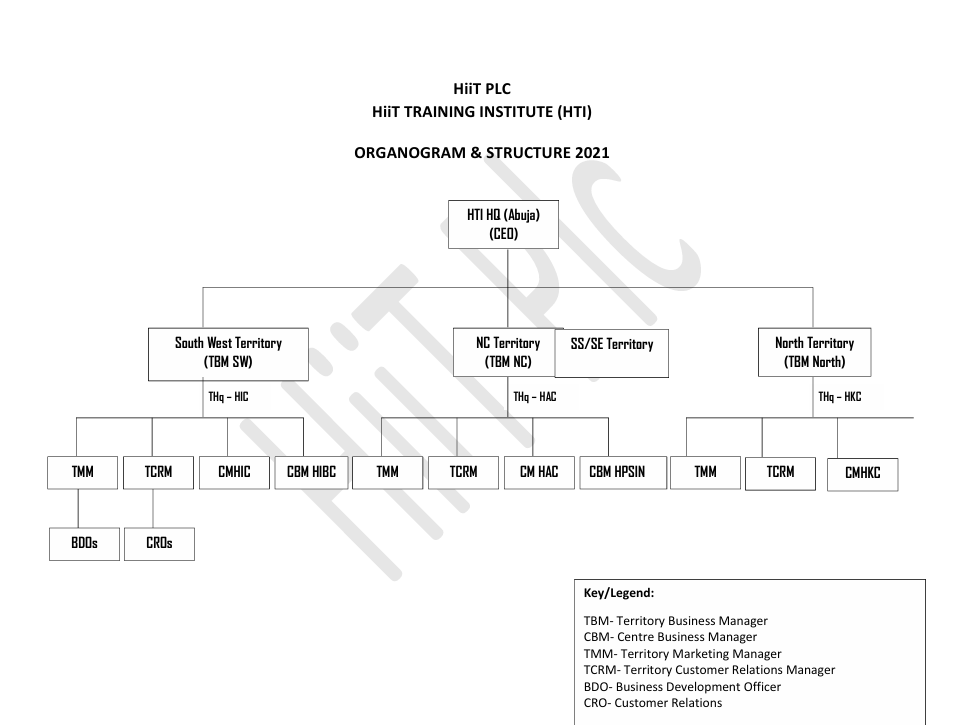 HiiT PLC
HiiT TRAINING INSTITUTE (HTI)
ORGANOGRAM & STRUCTURE 2021
HTI HQ (Abuja)
(CEO)
South West Territory
(TBM SW)
NC Territory
(TBM NC)
SS/SE Territory
North Territory
(TBM North)
THq – HIC
THq – HAC
THq – HKC
TMM
TCRM
CMHIC
CBM HIBC
TMM
TCRM
CM HAC
CBM HPSIN
TMM
TCRM
CMHKC
BDOs
CROs
Key/Legend:
TBM- Territory Business Manager
CBM- Centre Business Manager
TMM- Territory Marketing Manager
TCRM- Territory Customer Relations Manager
BDO- Business Development Officer
CRO- Customer Relations
HiiT Plc